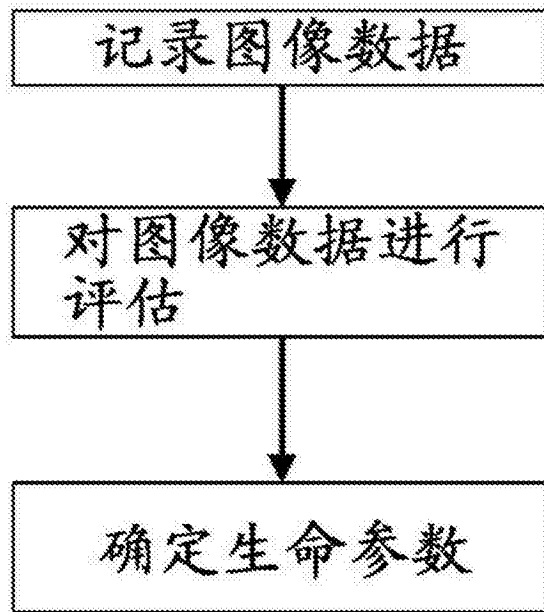 记录图像数据
对图像数据进行
评估
确定生命参数